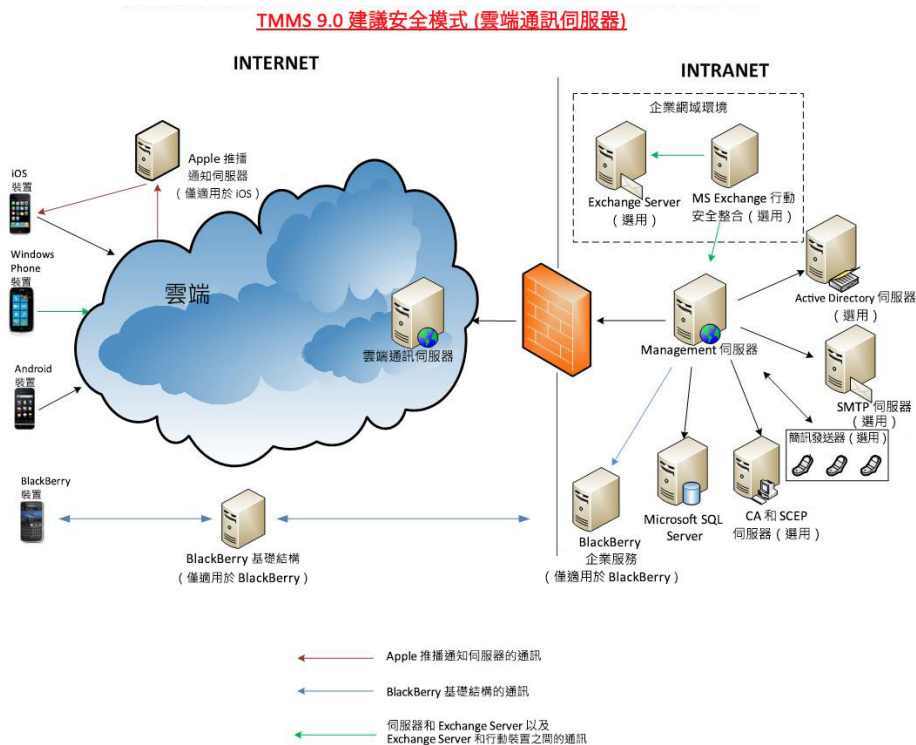 TMMS 9.0 建議安全模式 (雲端通訊伺服器)
INTERNET
INTRANET
企業網域環境
Exchange Server
（選用）
MS Exchange 行動
安全整合（選用）
Apple 推播
通知伺服器
（僅適用於 iOS）
iOS
裝置
Windows
Phone
裝置
Android
裝置
雲端
雲端通訊伺服器
Management 伺服器
Active Directory 伺服器
（選用）
SMTP 伺服器
（選用）
簡訊發送器（選用）
BlackBerry
裝置
BlackBerry 基礎結構
（僅適用於 BlackBerry）
BlackBerry
企業服務
（僅適用於 BlackBerry）
Microsoft SQL
Server
CA 和 SCEP
伺服器（選用）
Apple 推播通知伺服器的通訊
BlackBerry 基礎結構的通訊
伺服器和 Exchange Server 以及
Exchange Server 和行動裝置之間的通訊